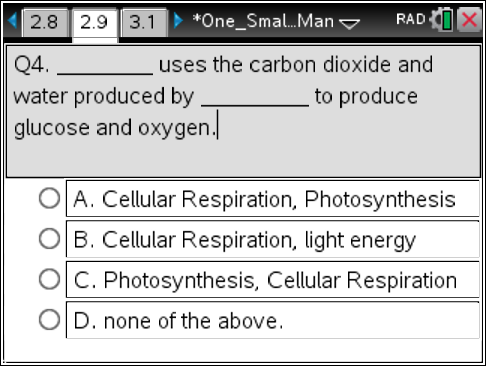 2.8 2.9 3.1 *One_Smal...Man RAD
Q4. _________ uses the carbon dioxide and
water produced by __________ to produce
glucose and oxygen.
A. Cellular Respiration, Photosynthesis
B. Cellular Respiration, light energy
C. Photosynthesis, Cellular Respiration
D. none of the above.